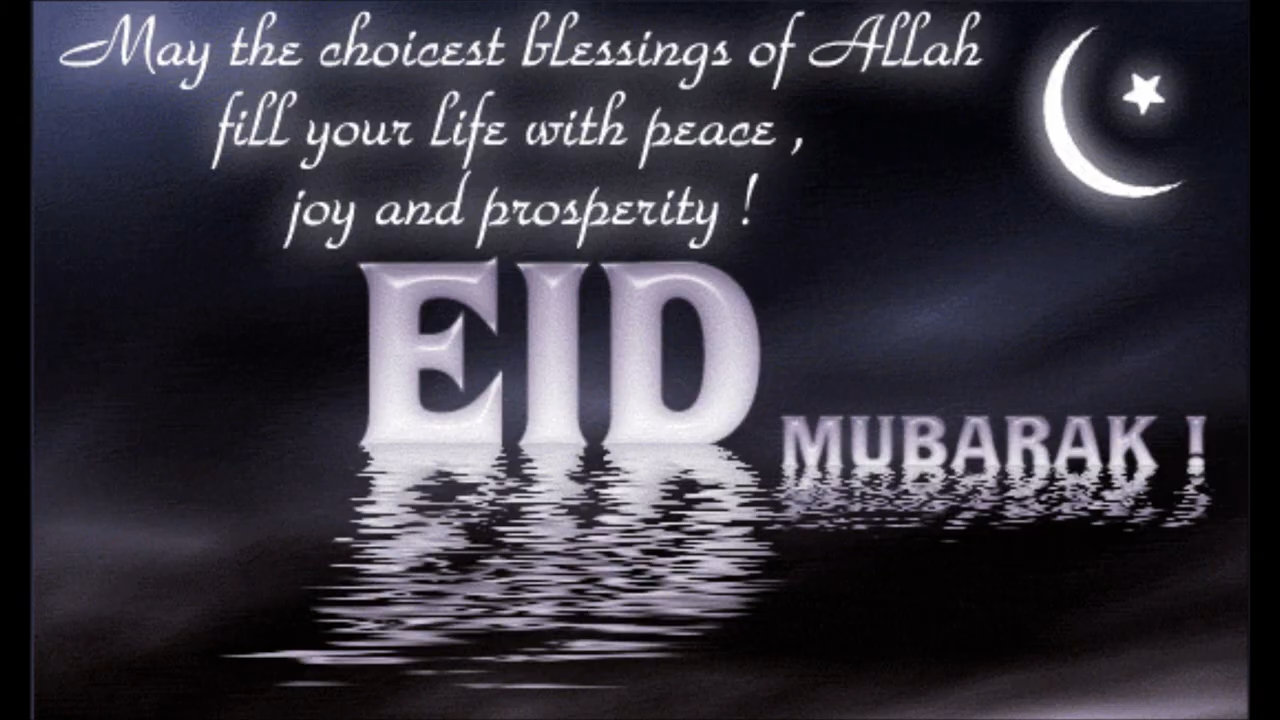 May the choicest blessings of Allah
fill your life with peace ,
joy and prosperity !
EID
MUBARAK !